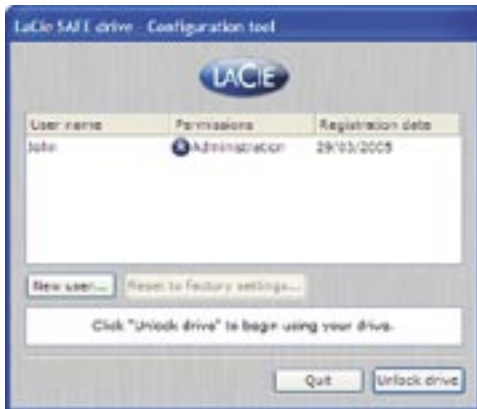 LaCie SAFE drive - Configuration tool
LACIE
User name Permissions Registration date
John Administration 29/03/2005
New user... Reset to factory settings...
Click "Unlock drive" to begin using your drive.
Quit Unlock drive